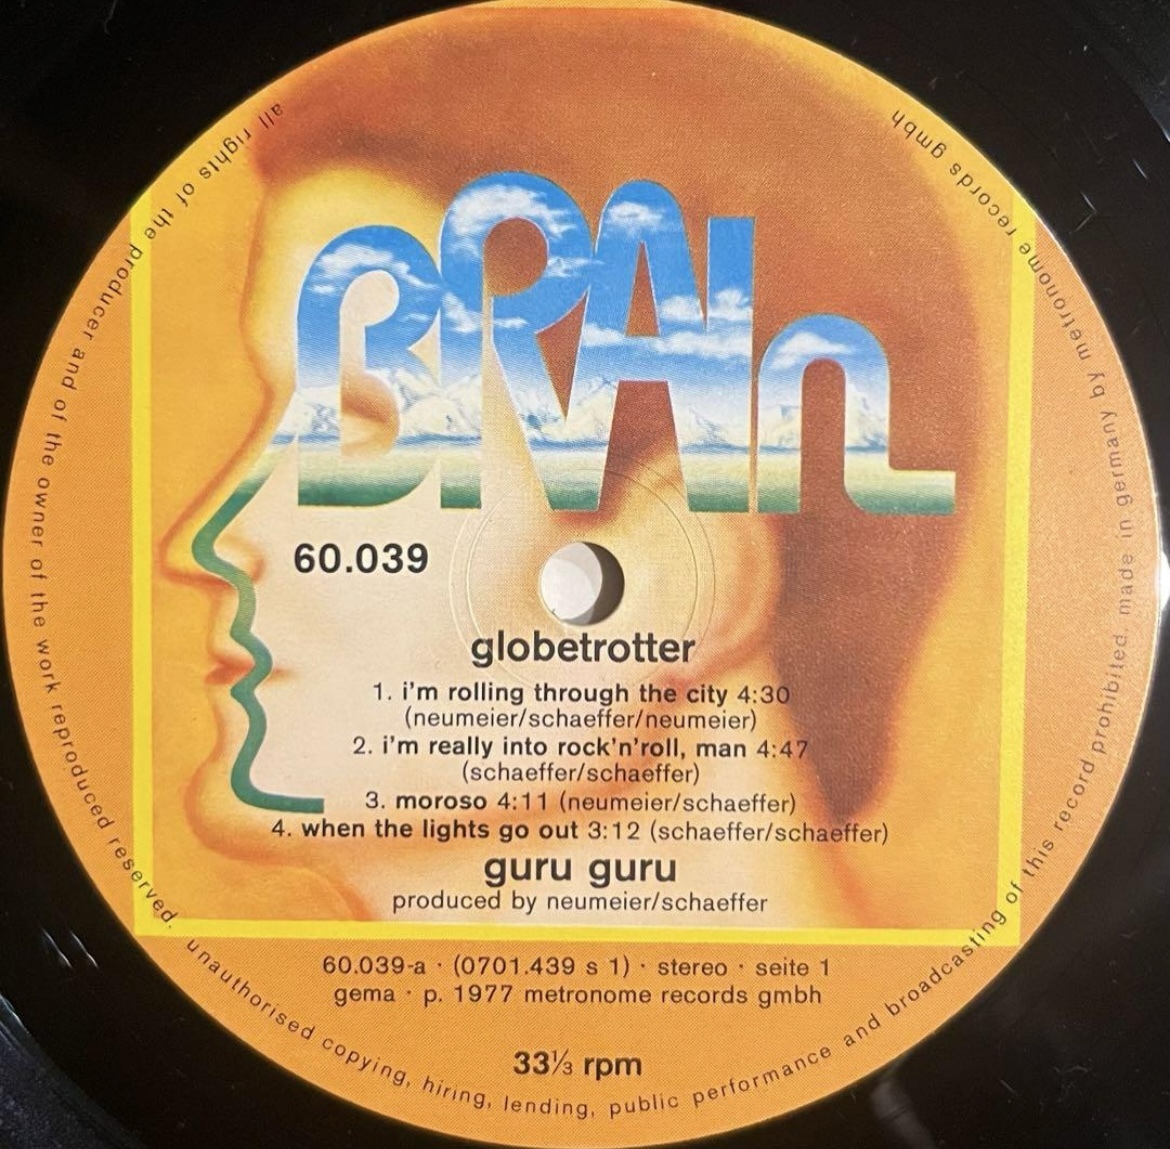 BRAIn
60.039
globetrotter
1. i'm rolling through the city 4:30
(neumeier/schaeffer/neumeier)
2. i'm really into rock'n'roll, man 4:47
(schaeffer/schaeffer)
3. moroso 4:11 (neumeier/schaeffer)
4. when the lights go out 3:12 (schaeffer/schaeffer)
guru guru
produced by neumeier/schaeffer
60.039-a · (0701.439 s 1) · stereo · seite 1
gema · p. 1977 metronome records gmbh
33⅓ rpm
all rights of the producer and of the owner of the work reproduced reserved. unauthorised copying, hiring, lending, public performance and broadcasting of this record prohibited. made in germany by metronome records gmbh